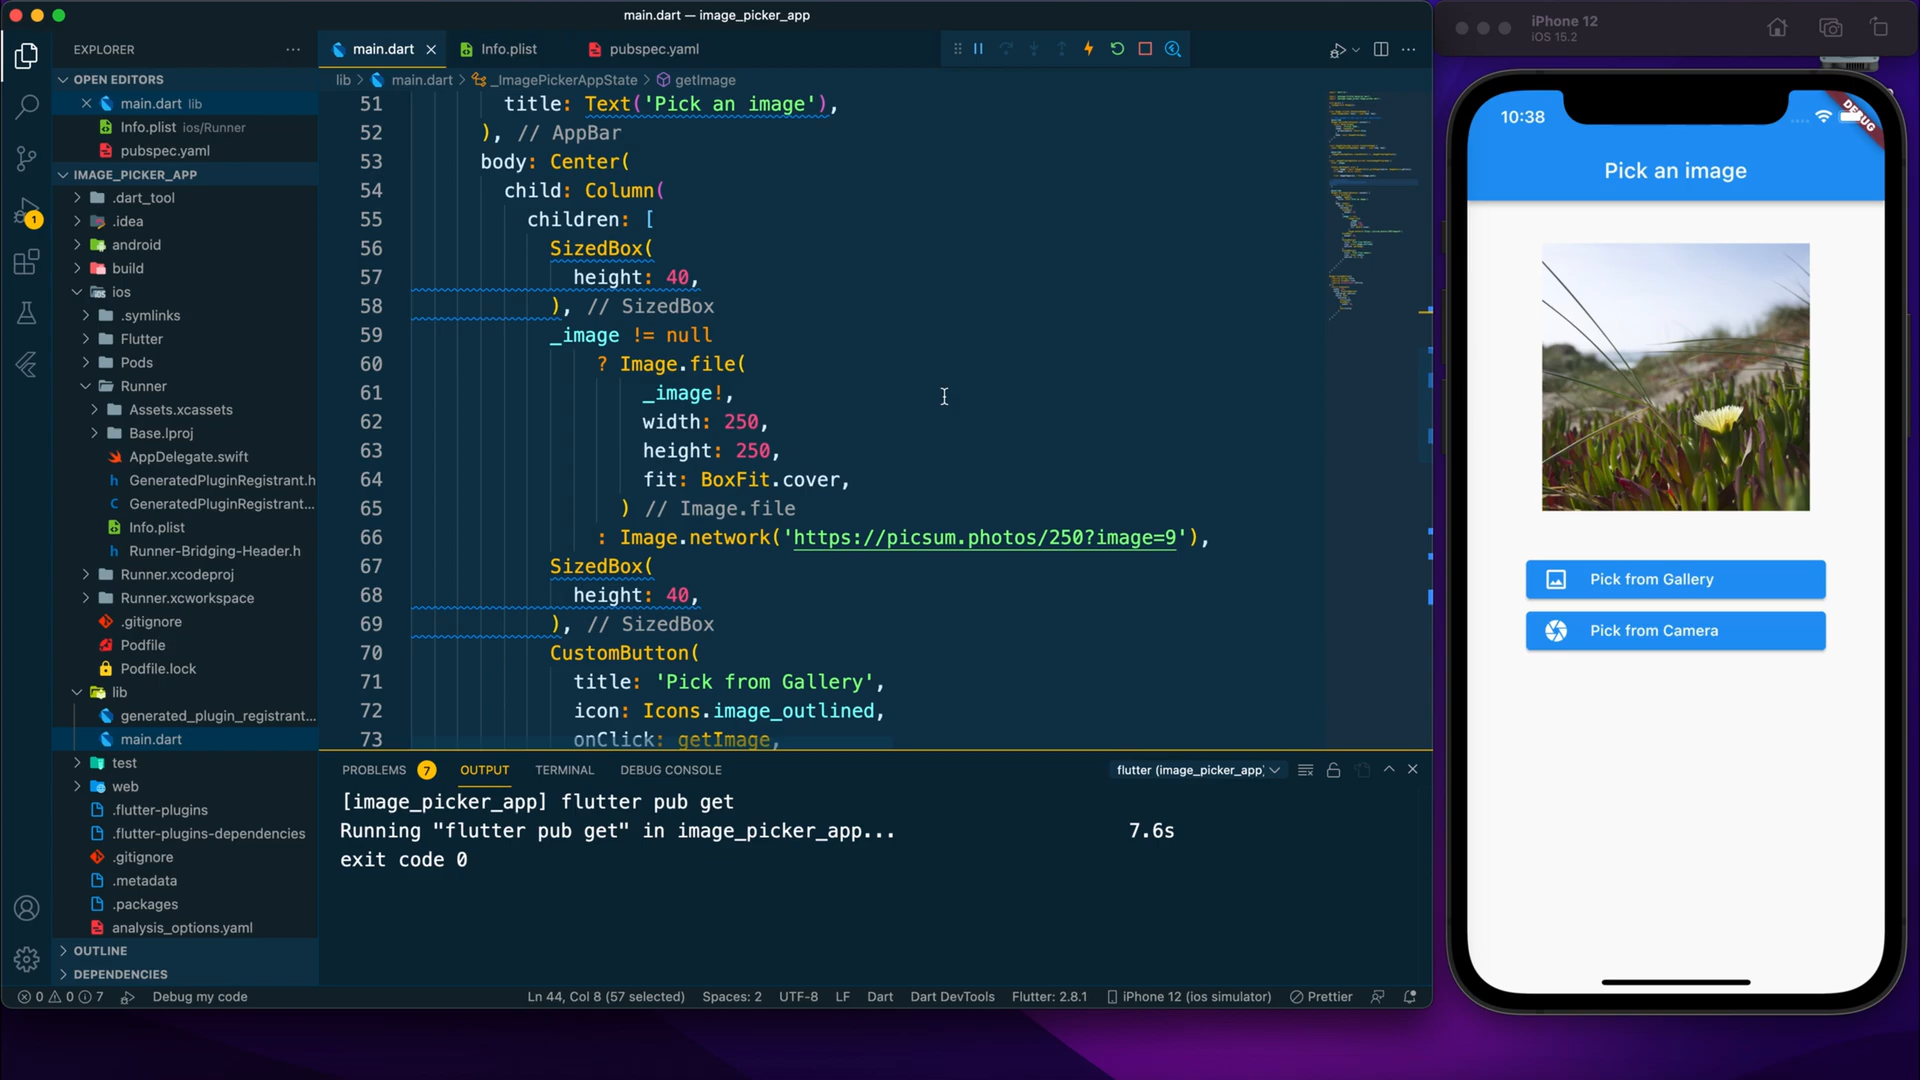 main.dart — image_picker_app
iPhone 12
iOS 15.2
EXPLORER
main.dart
Info.plist
pubspec.yaml
OPEN EDITORS
main.dart lib
Info.plist ios/Runner
pubspec.yaml
IMAGE_PICKER_APP
.dart_tool
.idea
android
build
ios
.symlinks
Flutter
Pods
Runner
Assets.xcassets
Base.lproj
AppDelegate.swift
GeneratedPluginRegistrant.h
GeneratedPluginRegistrant...
Info.plist
Runner-Bridging-Header.h
Runner.xcodeproj
Runner.xcworkspace
.gitignore
Podfile
Podfile.lock
lib
generated_plugin_registrant...
main.dart
test
web
.flutter-plugins
.flutter-plugins-dependencies
.gitignore
.metadata
.packages
analysis_options.yaml
OUTLINE
DEPENDENCIES
1
lib > main.dart > _ImagePickerAppState > getImage
51 title: Text('Pick an image'),
52 ), // AppBar
53 body: Center(
54 child: Column(
55 children: [
56 SizedBox(
57 height: 40,
58 ), // SizedBox
59 _image != null
60 ? Image.file(
61 _image!,
62 width: 250,
63 height: 250,
64 fit: BoxFit.cover,
65 ) // Image.file
66 : Image.network('https://picsum.photos/250?image=9'),
67 SizedBox(
68 height: 40,
69 ), // SizedBox
70 CustomButton(
71 title: 'Pick from Gallery',
72 icon: Icons.image_outlined,
73 onClick: getImage,
PROBLEMS 7 OUTPUT TERMINAL DEBUG CONSOLE
flutter (image_picker_app)
[image_picker_app] flutter pub get
Running "flutter pub get" in image_picker_app... 7.6s
exit code 0
0 0 7 Debug my code
Ln 44, Col 8 (57 selected) Spaces: 2 UTF-8 LF Dart Dart DevTools Flutter: 2.8.1 iPhone 12 (ios simulator) Prettier
10:38
DEBUG
Pick an image
Pick from Gallery
Pick from Camera